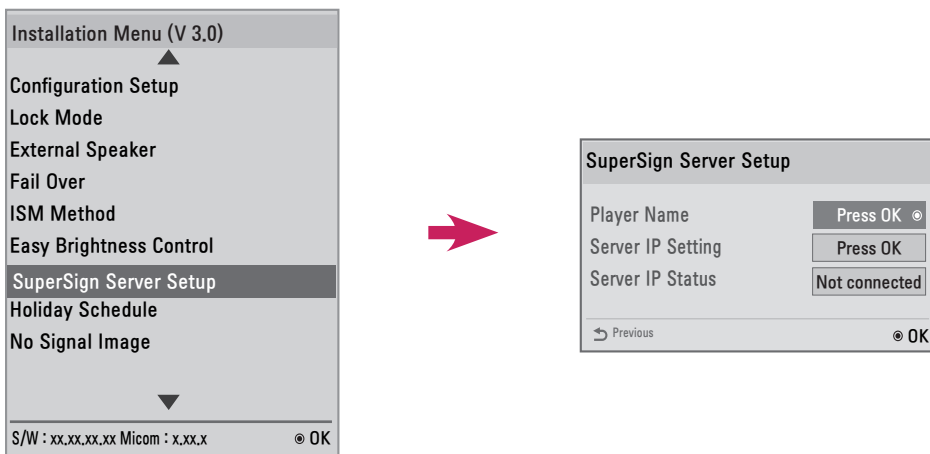 Installation Menu (V 3.0)
Configuration Setup
Lock Mode
External Speaker
Fail Over
ISM Method
Easy Brightness Control
SuperSign Server Setup
Holiday Schedule
No Signal Image
S/W : xx.xx.xx.xx Micom : x.xx.x ◉ OK
SuperSign Server Setup
Player Name Press OK ◉
Server IP Setting Press OK
Server IP Status Not connected
Previous ◉ OK